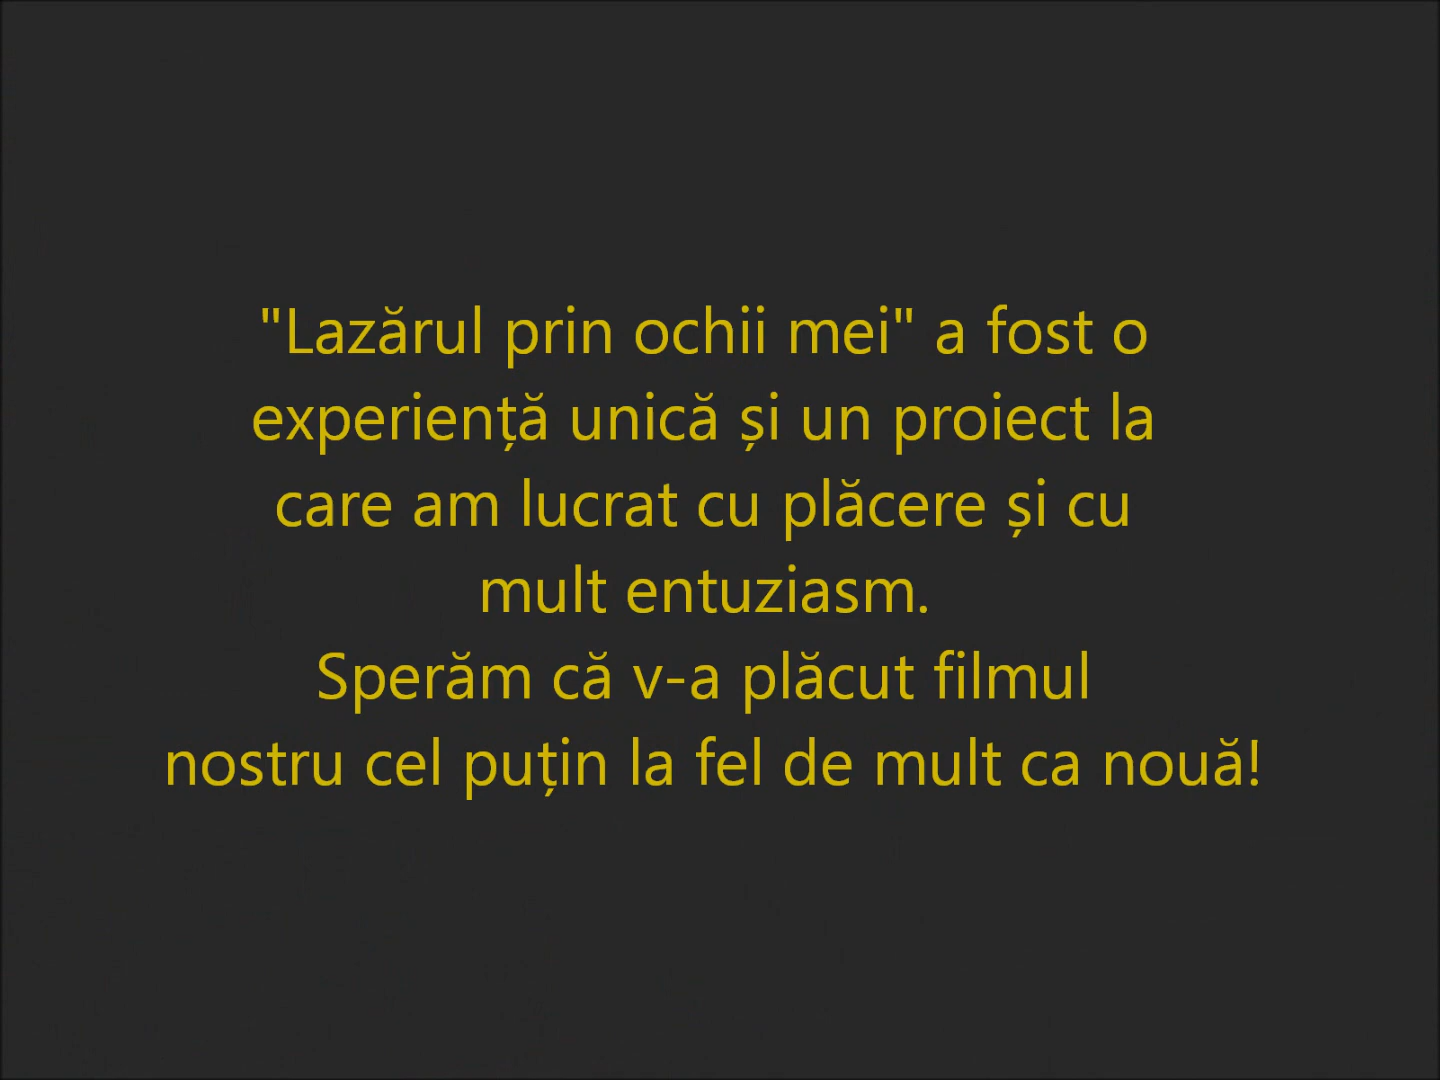 "Lazărul prin ochii mei" a fost o
experiență unică și un proiect la
care am lucrat cu plăcere și cu
mult entuziasm.
Sperăm că v-a plăcut filmul
nostru cel puțin la fel de mult ca nouă!